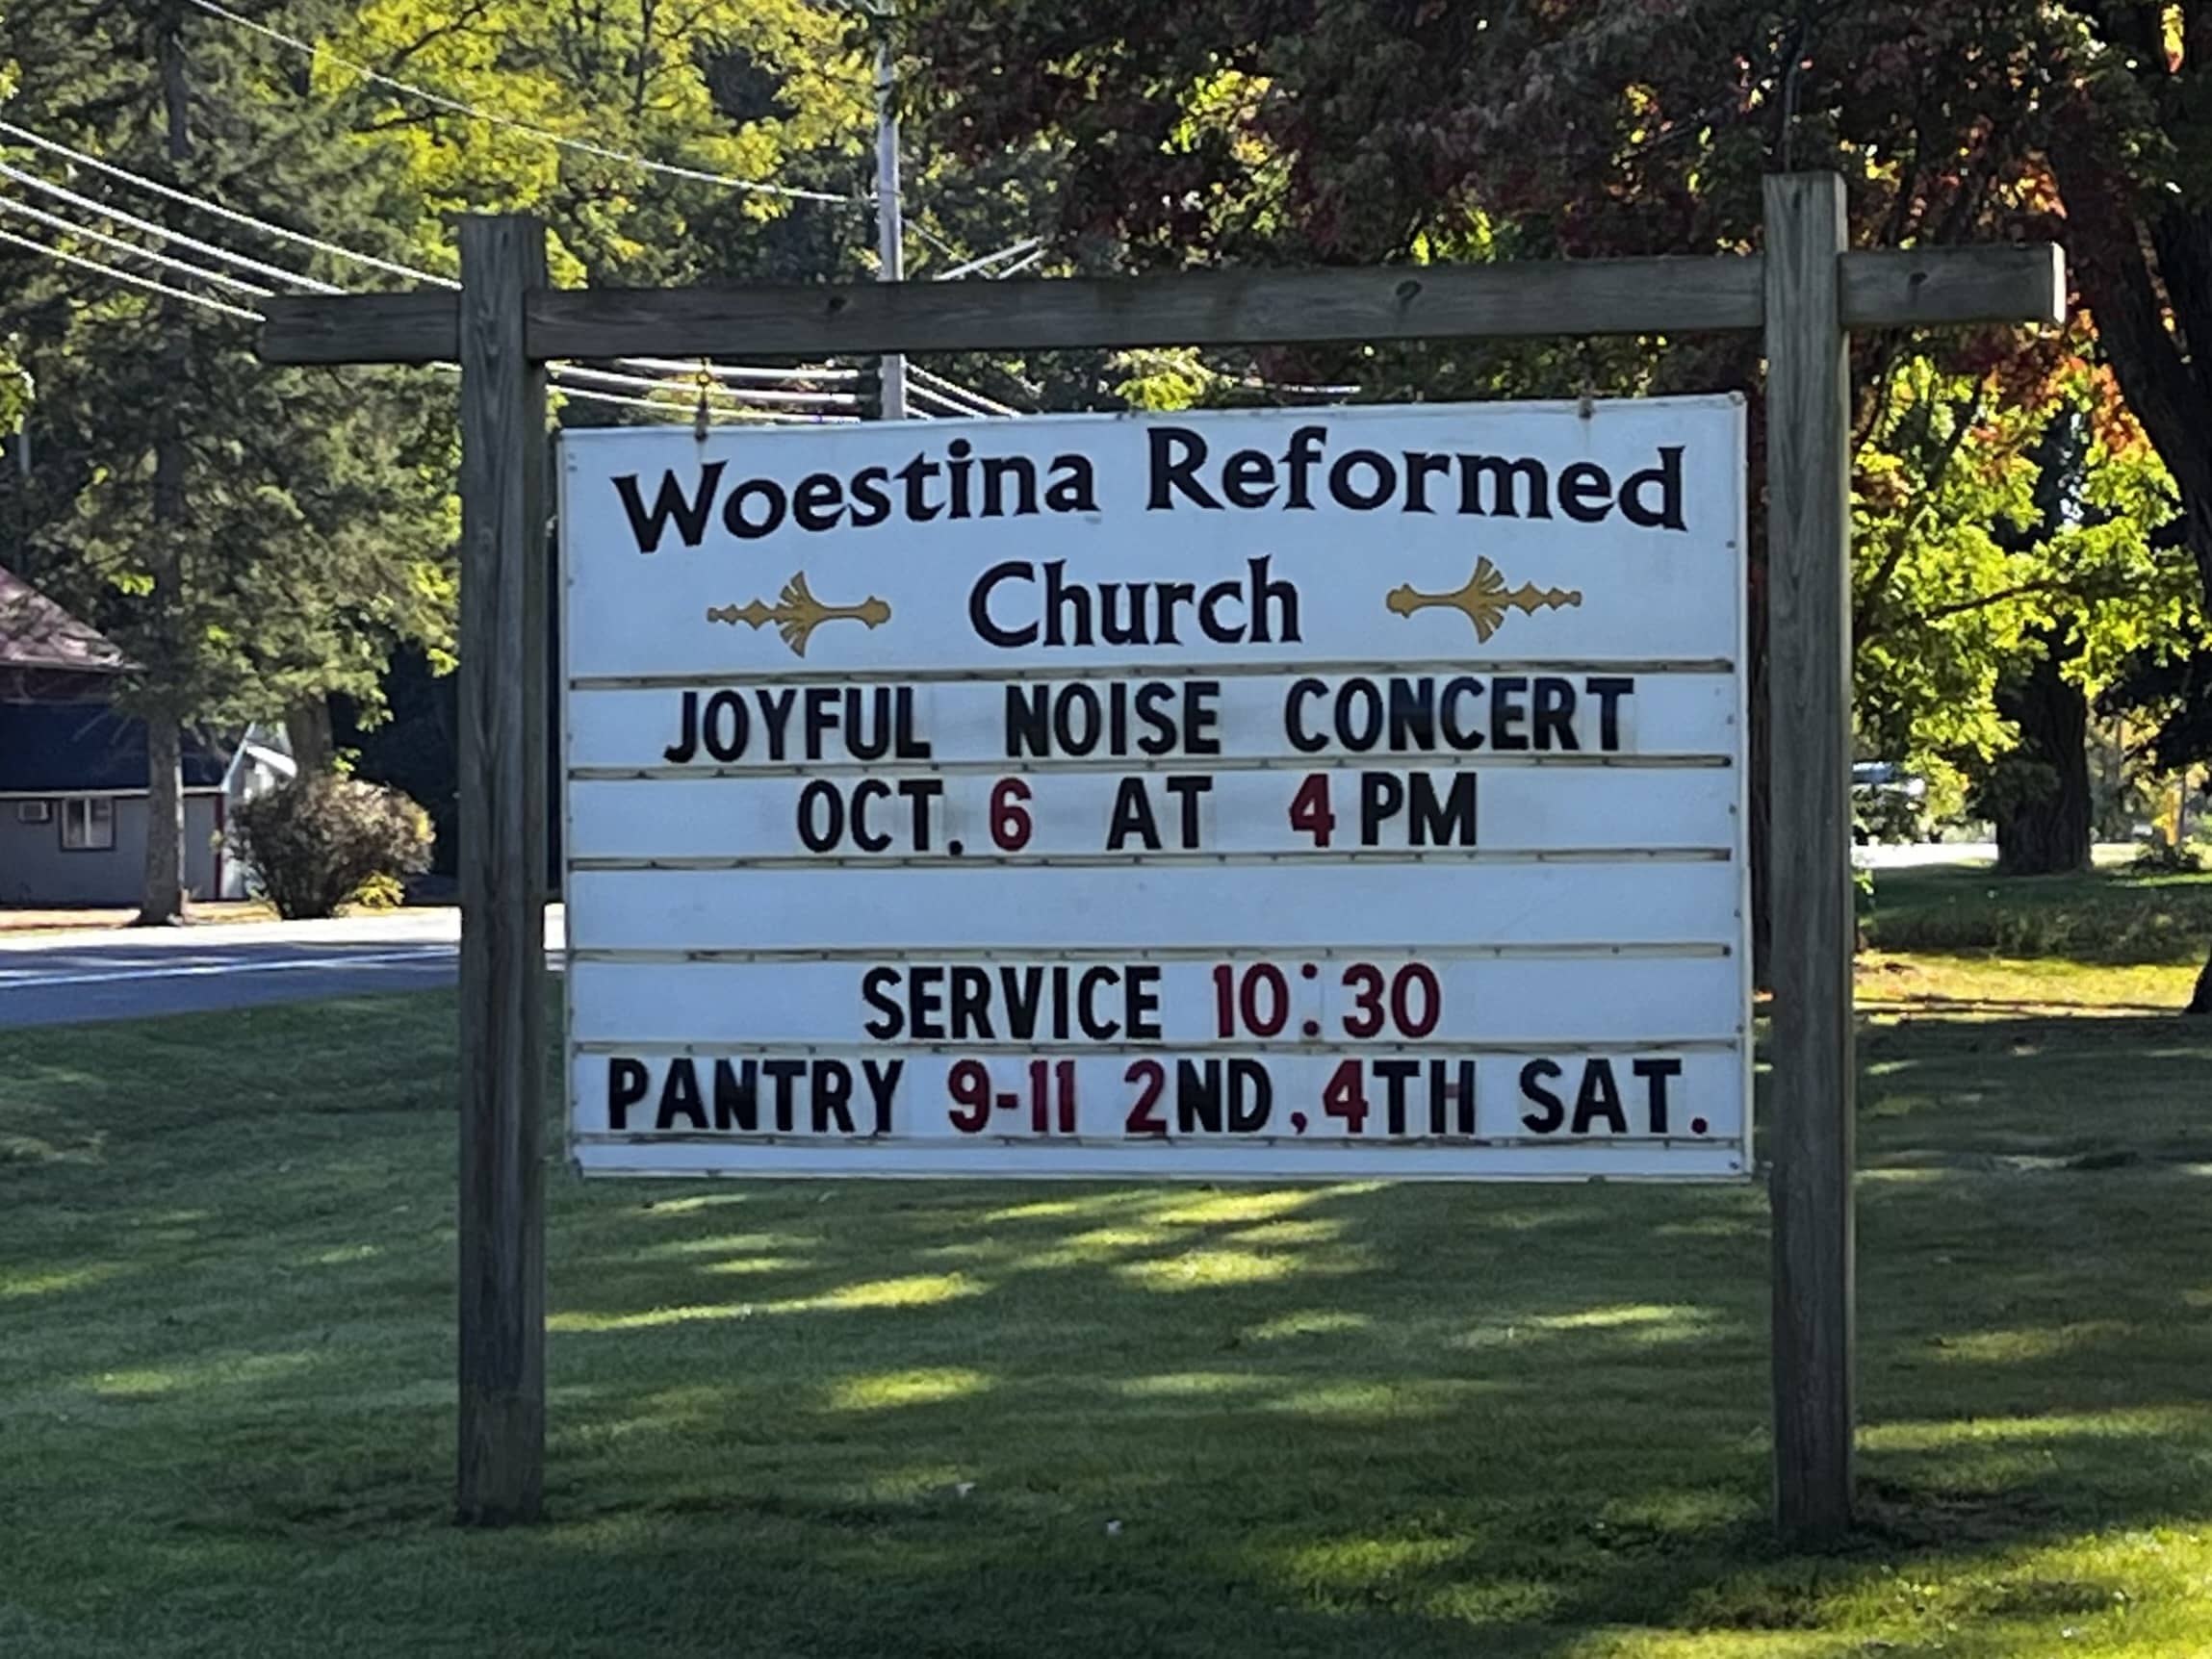 Woestina Reformed
Church
JOYFUL NOISE CONCERT
OCT. 6 AT 4 PM
SERVICE 10:30
PANTRY 9-11 2ND, 4TH SAT.